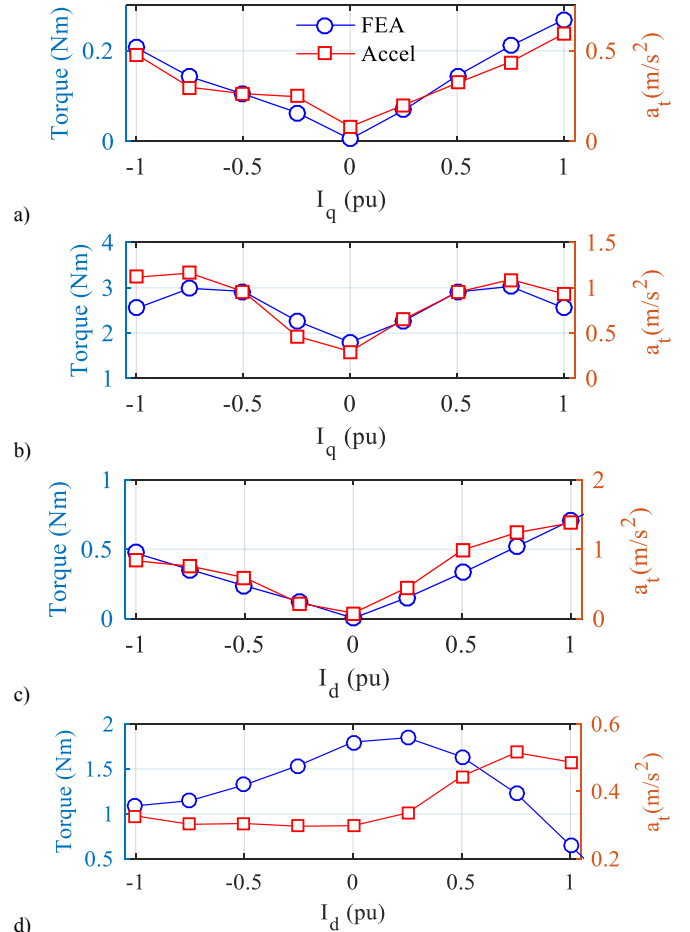 FEA
Accel
Torque (Nm)
0.2
0
a_t(m/s^2)
0.5
0
-1 -0.5 0 0.5 1
I_q (pu)
a)
Torque (Nm)
4
3
2
1
a_t(m/s^2)
1.5
1
0.5
0
-1 -0.5 0 0.5 1
I_q (pu)
b)
Torque (Nm)
1
0.5
0
a_t(m/s^2)
2
1
0
-1 -0.5 0 0.5 1
I_d (pu)
c)
Torque (Nm)
2
1.5
1
0.5
a_t(m/s^2)
0.6
0.4
0.2
-1 -0.5 0 0.5 1
I_d (pu)
d)